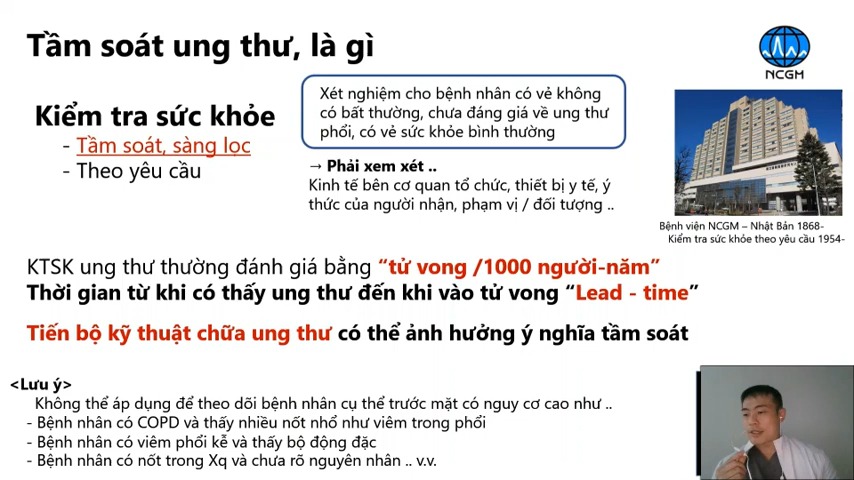 Tầm soát ung thư, là gì
NCGM
Kiểm tra sức khỏe
- Tầm soát, sàng lọc
- Theo yêu cầu
Xét nghiệm cho bệnh nhân có vẻ không
có bất thường, chưa đáng giá về ung thư
phổi, có vẻ sức khỏe bình thường
→ Phải xem xét ..
Kinh tế bên cơ quan tổ chức, thiết bị y tế, ý
thức của người nhận, phạm vị / đối tượng ..
Bệnh viện NCGM – Nhật Bản 1868-
Kiểm tra sức khỏe theo yêu cầu 1954-
KTSK ung thư thường đánh giá bằng “tử vong /1000 người-năm”
Thời gian từ khi có thấy ung thư đến khi vào tử vong “Lead - time”
Tiến bộ kỹ thuật chữa ung thư có thể ảnh hưởng ý nghĩa tầm soát
<Lưu ý>
Không thể áp dụng để theo dõi bệnh nhân cụ thể trước mặt có nguy cơ cao như ..
- Bệnh nhân có COPD và thấy nhiều nốt nhổ như viêm trong phổi
- Bệnh nhân có viêm phổi kẽ và thấy bộ động đặc
- Bệnh nhân có nốt trong Xq và chưa rõ nguyên nhân .. v.v.